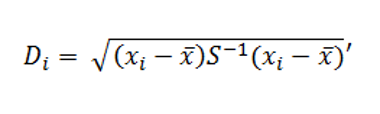 D_i = √(x_i − x̄)S⁻¹(x_i − x̄)′